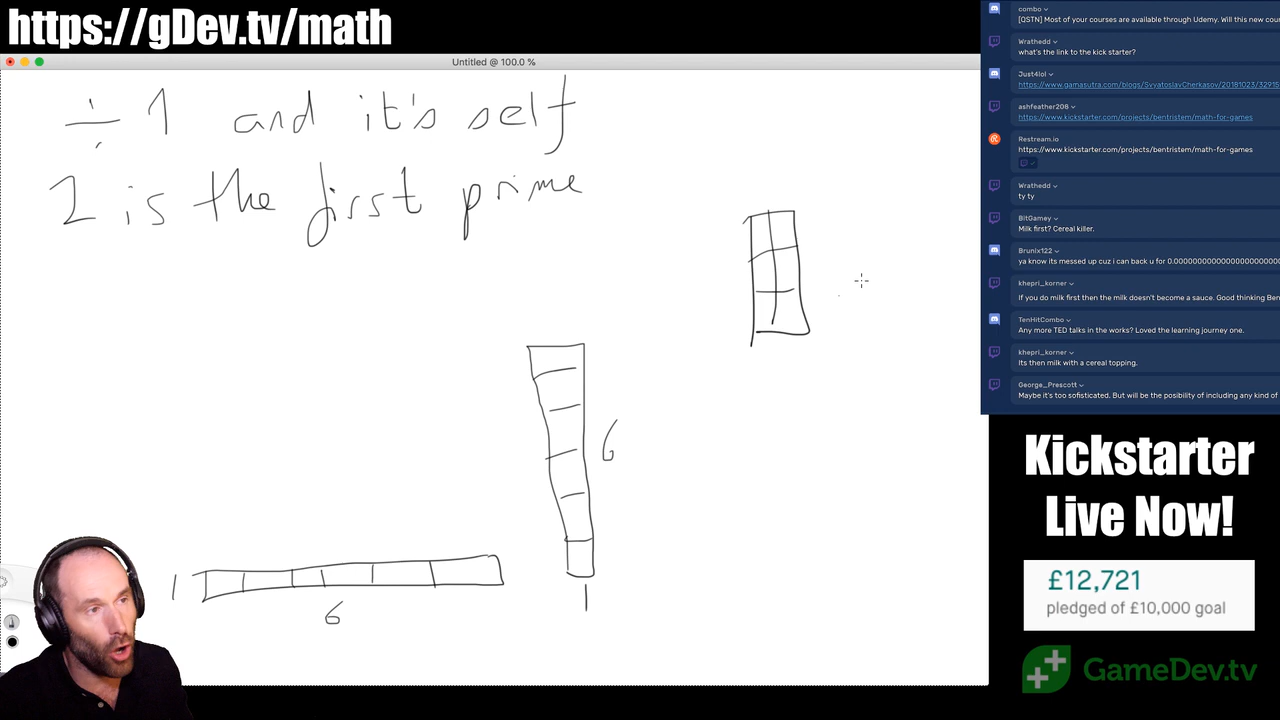 https://gDev.tv/math
Untitled @ 100.0 %
÷ 1 and it's self
2 is the first prime
6
1
1
6
combo
[QSTN] Most of your courses are available through Udemy. Will this new cou
Wrathedd
what's the link to the kick starter?
Just4lol
https://www.gamasutra.com/blogs/SvyatoslavCherkasov/20181023/32915
ashfeather208
https://www.kickstarter.com/projects/bentristem/math-for-games
Restream.io
https://www.kickstarter.com/projects/bentristem/math-for-games
Wrathedd
ty ty
BitGamey
Milk first? Cereal killer.
Brunix122
ya know its messed up cuz i can back u for
khepri_korner
If you do milk first then the milk doesn't become a sauce. Good thinking Ben
TenHitCombo
Any more TED talks in the works? Loved the learning journey one.
khepri_korner
Its then milk with a cereal topping.
George_Prescott
Maybe it's too sofisticated. But will be the posibility of including any kind of
Kickstarter
Live Now!
£12,721
pledged of £10,000 goal
GameDev.tv